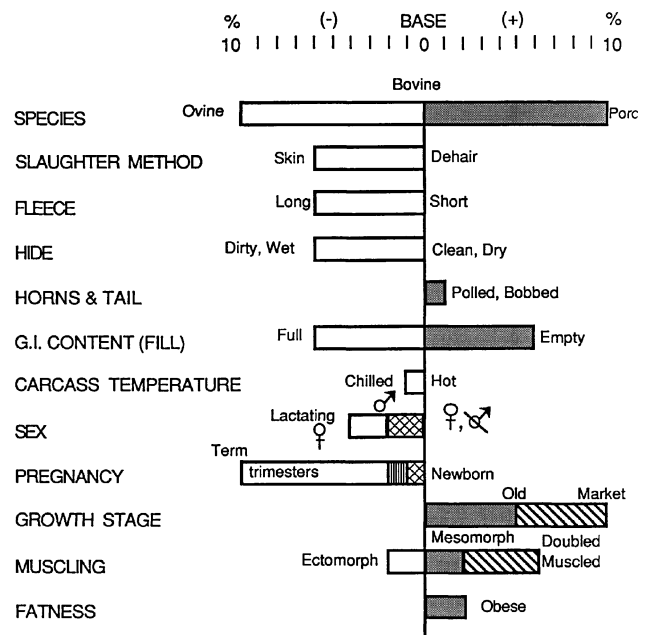 % (-) BASE (+) %
10 0 10
Bovine
SPECIES Ovine Porc
SLAUGHTER METHOD Skin Dehair
FLEECE Long Short
HIDE Dirty, Wet Clean, Dry
HORNS & TAIL Polled, Bobbed
G.I. CONTENT (FILL) Full Empty
CARCASS TEMPERATURE Chilled Hot
SEX Lactating ♀ ♂ ♀,♂
Term
PREGNANCY trimesters Newborn
Old Market
GROWTH STAGE
Mesomorph Doubled
MUSCLING Ectomorph Muscled
FATNESS Obese